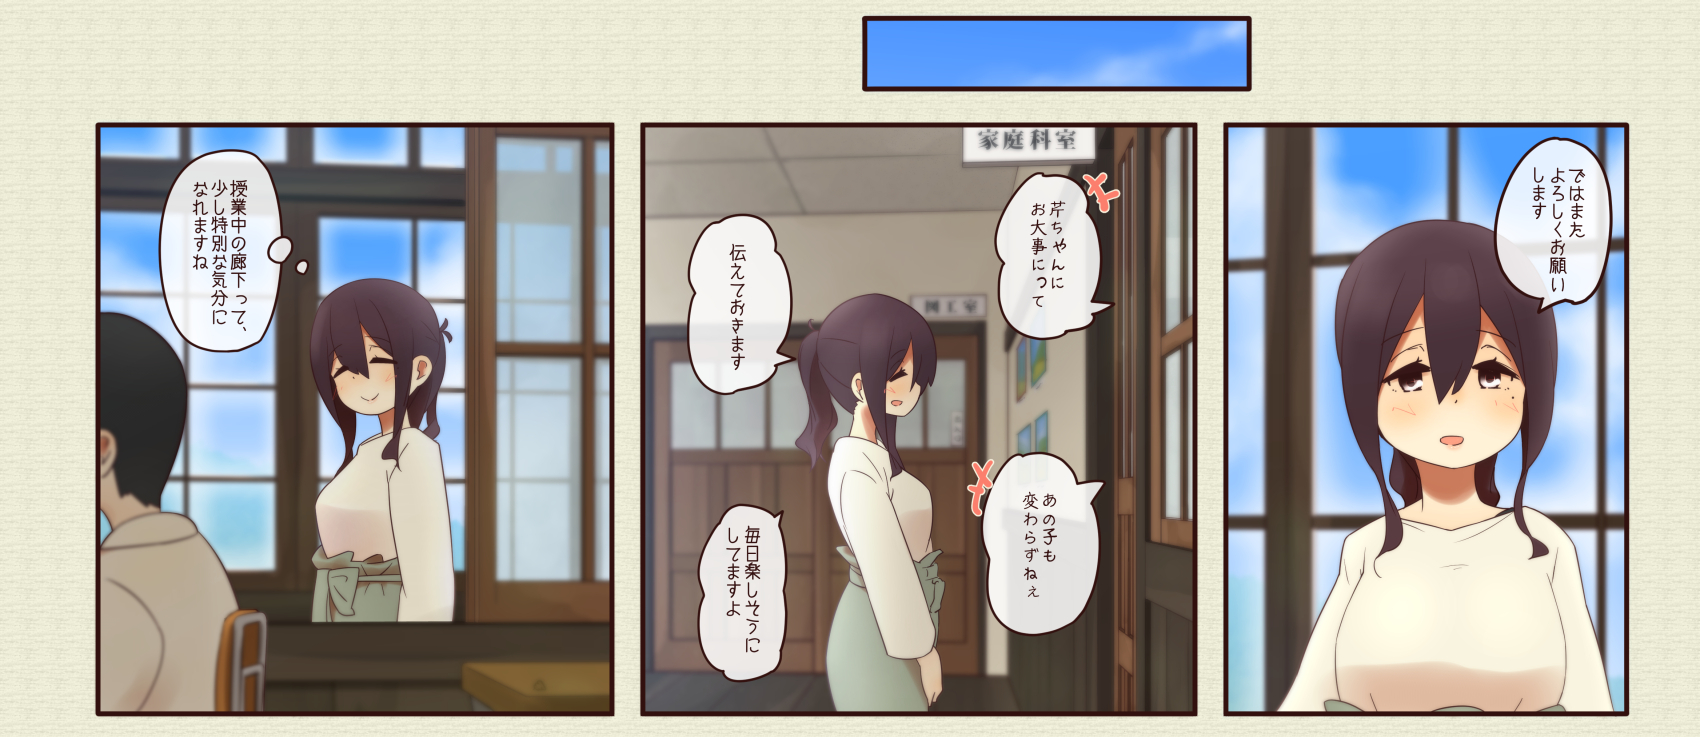 ではまた
よろしくお願い
します
家庭科室
芹ちゃんに
お大事にって
図工室
伝えておきます
あの子も
変わらずねぇ
毎日楽しそうに
してますよ
授業中の廊下って、
少し特別な気分に
なれますね